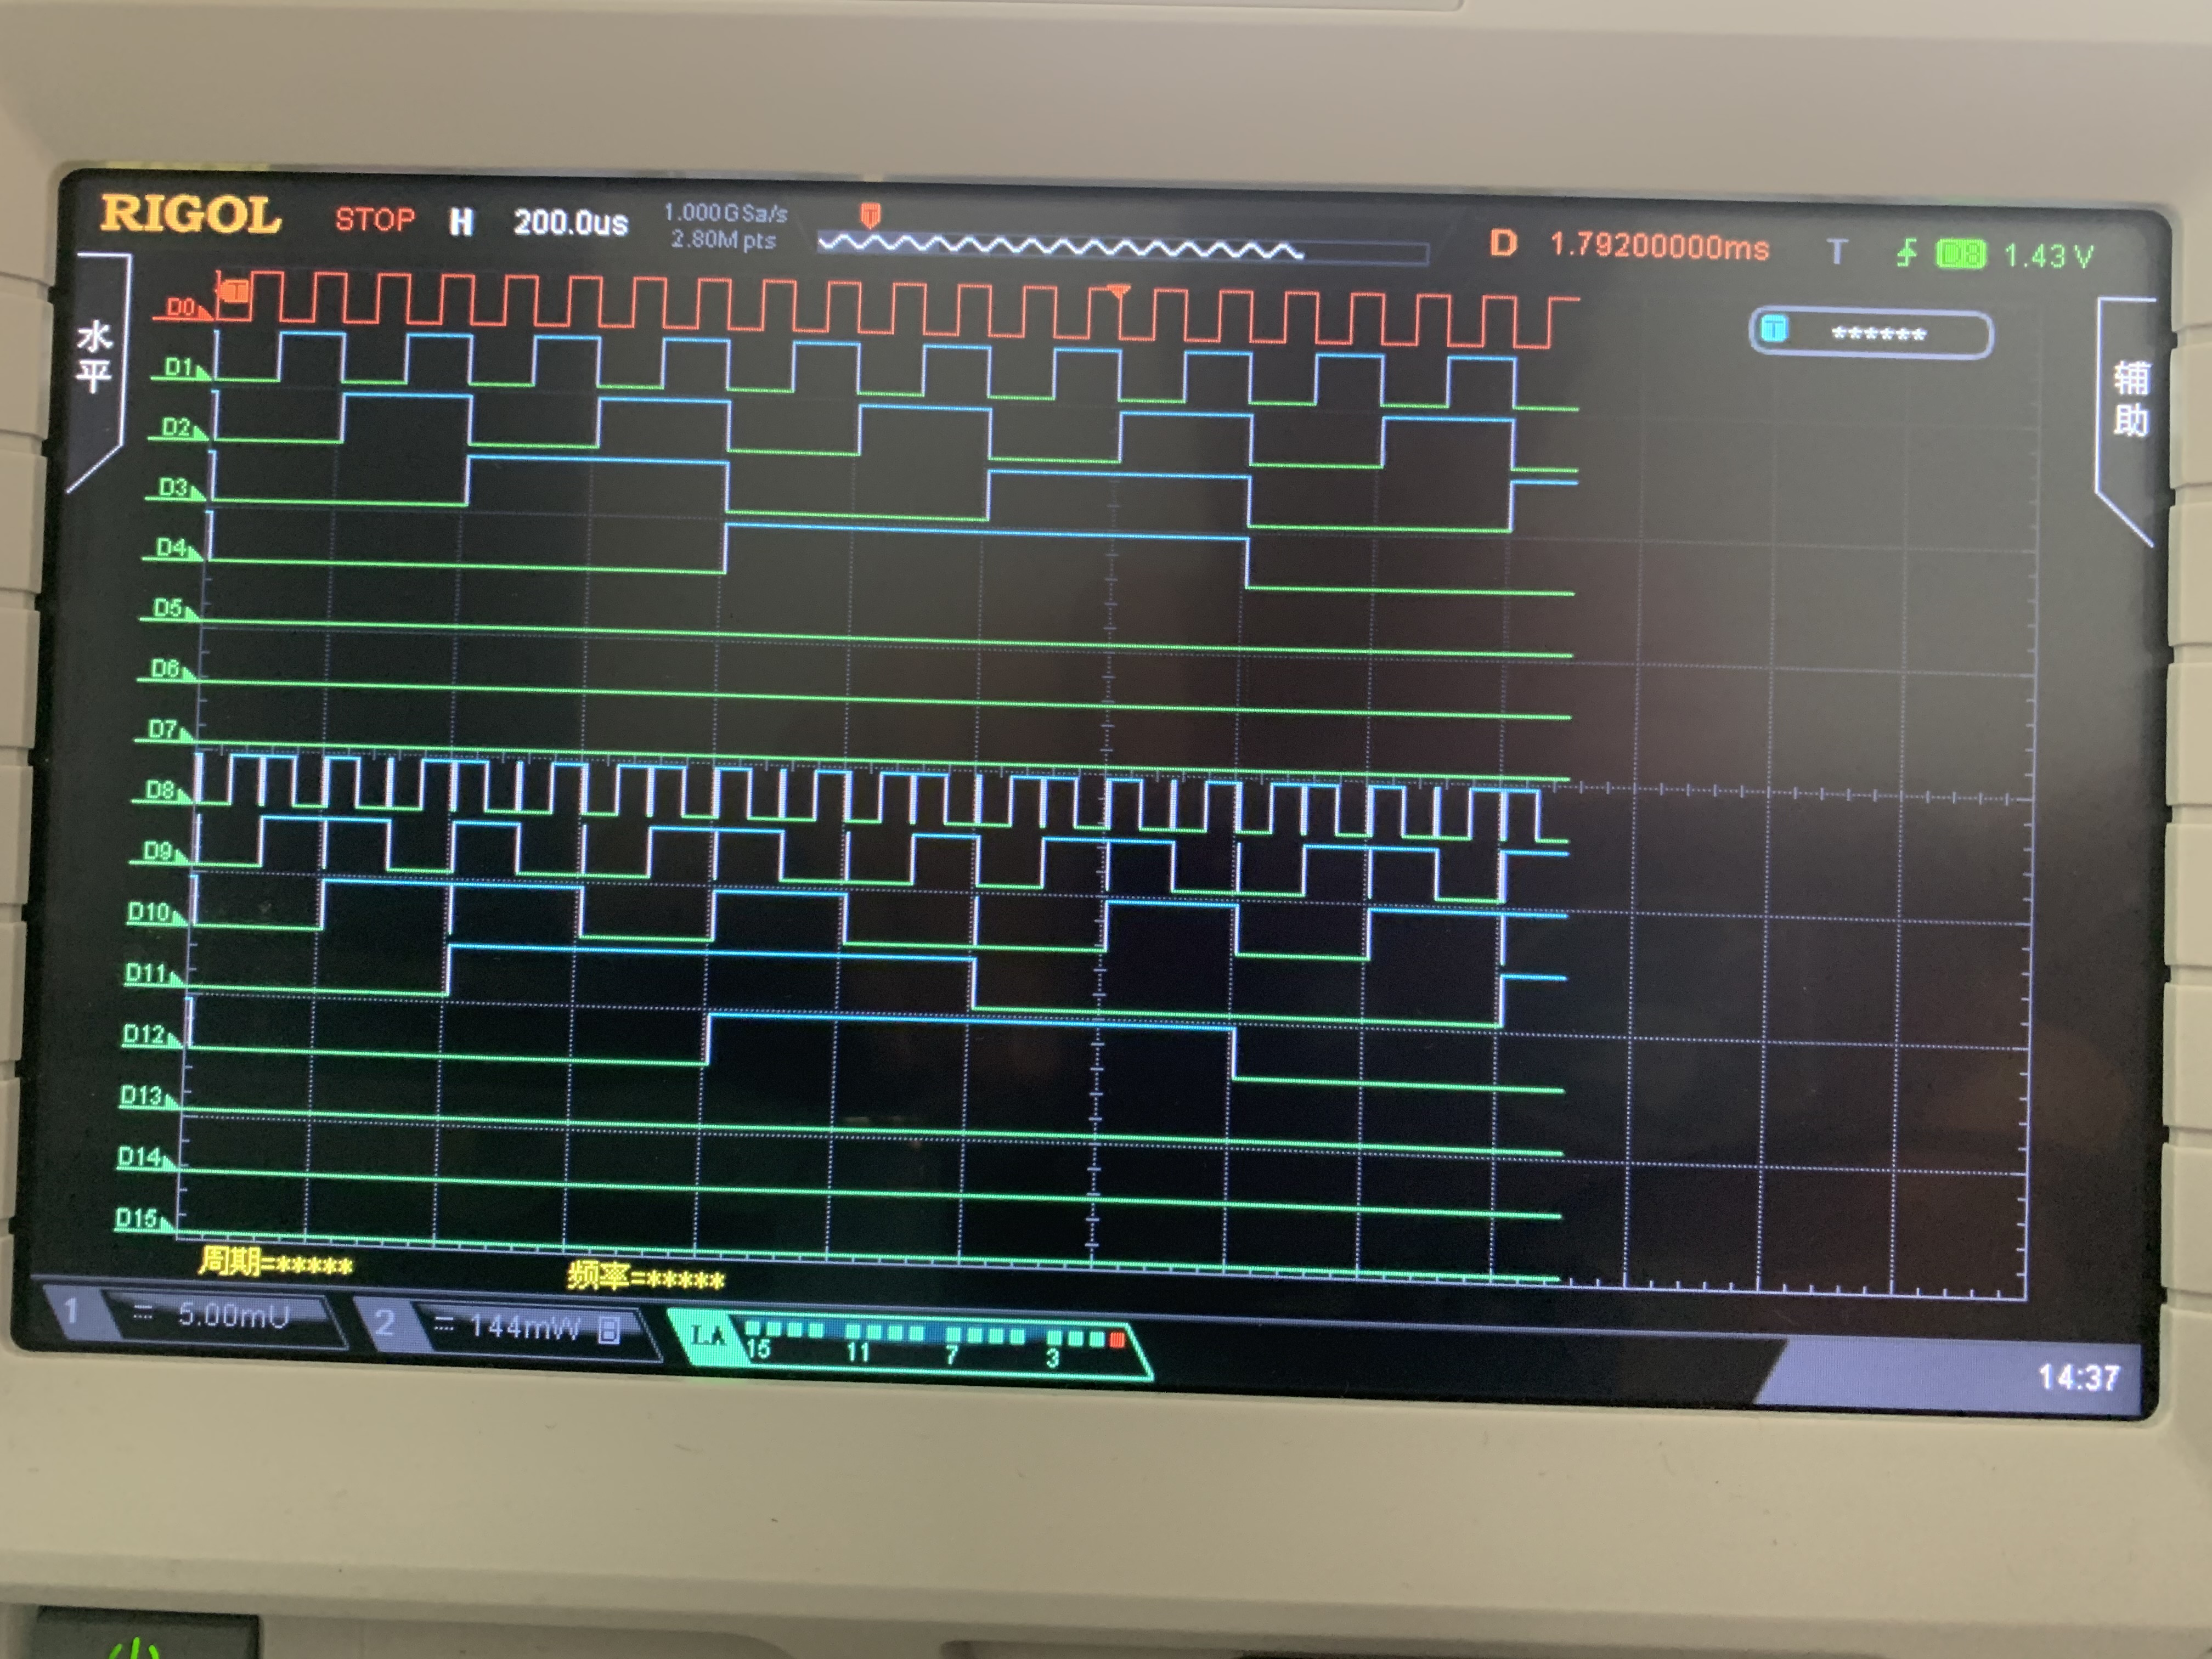 RIGOL STOP H 200.0us 1.000GSa/s 2.80M pts D 1.79200000ms T D8 1.43 V
水平
辅助
T ******
T
D0
D1
D2
D3
D4
D5
D6
D7
D8
D9
D10
D11
D12
D13
D14
D15
周期=***** 频率=*****
1 5.00mV 2 144mW B LA 15 11 7 3
14:37